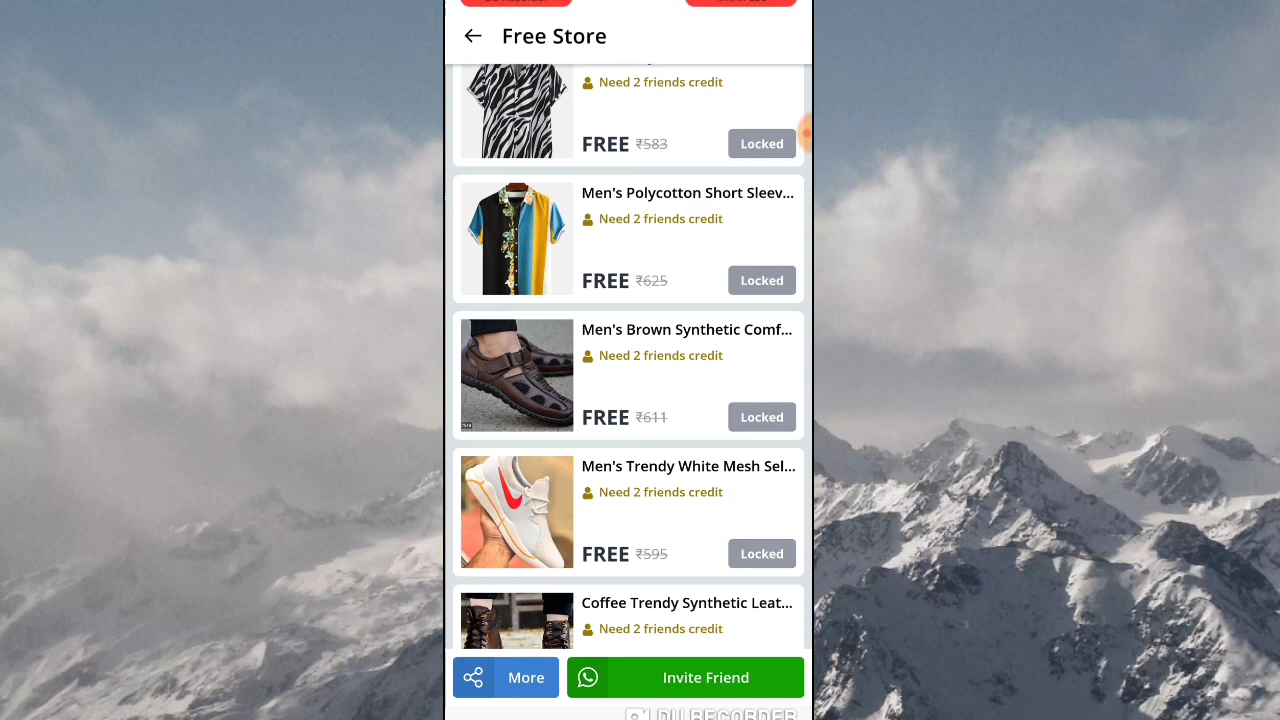 Free Store
Need 2 friends credit
FREE ₹583
Locked
Men's Polycotton Short Sleev...
Need 2 friends credit
FREE ₹625
Locked
Men's Brown Synthetic Comf...
Need 2 friends credit
FREE ₹611
Locked
Men's Trendy White Mesh Sel...
Need 2 friends credit
FREE ₹595
Locked
Coffee Trendy Synthetic Leat...
Need 2 friends credit
More
Invite Friend
DU RECORDER